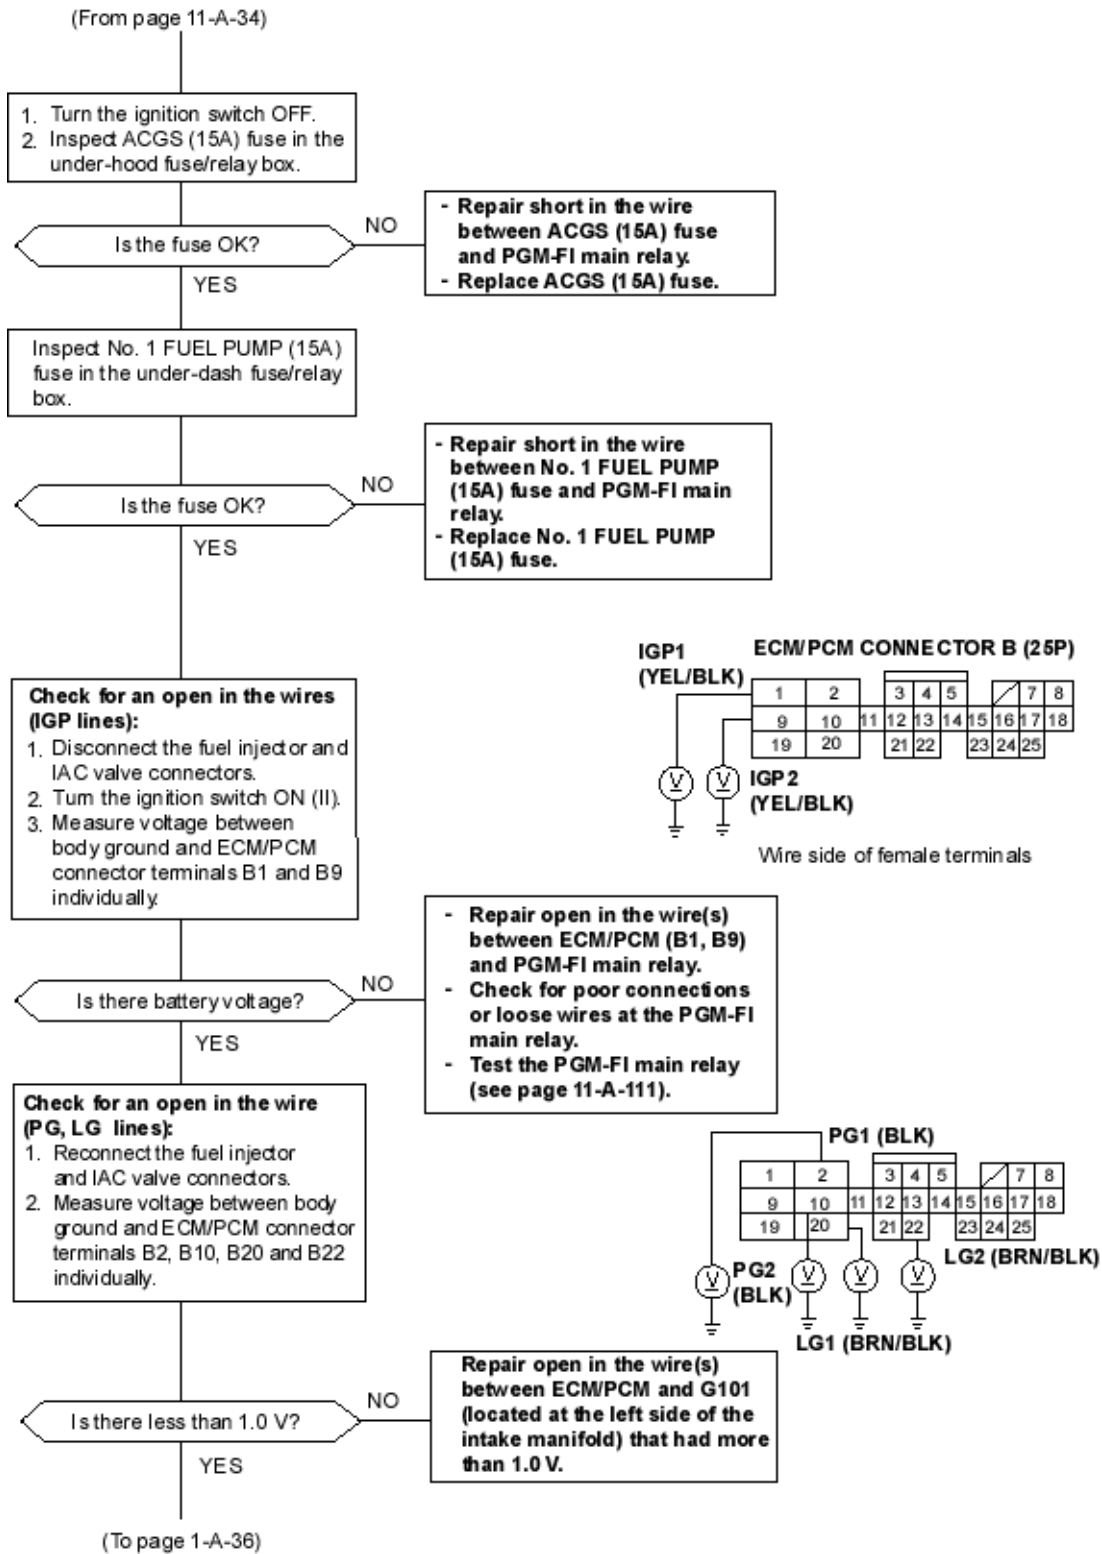 (From page 11-A-34)
1. Turn the ignition switch OFF.
2. Inspect ACGS (15A) fuse in the
under-hood fuse/relay box.
Is the fuse OK?
NO
- Repair short in the wire
between ACGS (15A) fuse
and PGM-FI main relay.
- Replace ACGS (15A) fuse.
YES
Inspect No. 1 FUEL PUMP (15A)
fuse in the under-dash fuse/relay
box.
Is the fuse OK?
NO
- Repair short in the wire
between No. 1 FUEL PUMP
(15A) fuse and PGM-FI main
relay.
- Replace No. 1 FUEL PUMP
(15A) fuse.
YES
Check for an open in the wires
(IGP lines):
1. Disconnect the fuel injector and
IAC valve connectors.
2. Turn the ignition switch ON (II).
3. Measure voltage between
body ground and ECM/PCM
connector terminals B1 and B9
individually.
IGP1
(YEL/BLK)
ECM/PCM CONNECTOR B (25P)
1 2 3 4 5 7 8
9 10 11 12 13 14 15 16 17 18
19 20 21 22 23 24 25
V V
IGP2
(YEL/BLK)
Wire side of female terminals
Is there battery voltage?
NO
- Repair open in the wire(s)
between ECM/PCM (B1, B9)
and PGM-FI main relay.
- Check for poor connections
or loose wires at the PGM-FI
main relay.
- Test the PGM-FI main relay
(see page 11-A-111).
YES
Check for an open in the wire
(PG, LG lines):
1. Reconnect the fuel injector
and IAC valve connectors.
2. Measure voltage between body
ground and ECM/PCM connector
terminals B2, B10, B20 and B22
individually.
PG1 (BLK)
1 2 3 4 5 7 8
9 10 11 12 13 14 15 16 17 18
19 20 21 22 23 24 25
LG2 (BRN/BLK)
V V V V
PG2
(BLK)
LG1 (BRN/BLK)
Is there less than 1.0 V?
NO
Repair open in the wire(s)
between ECM/PCM and G101
(located at the left side of the
intake manifold) that had more
than 1.0 V.
YES
(To page 1-A-36)